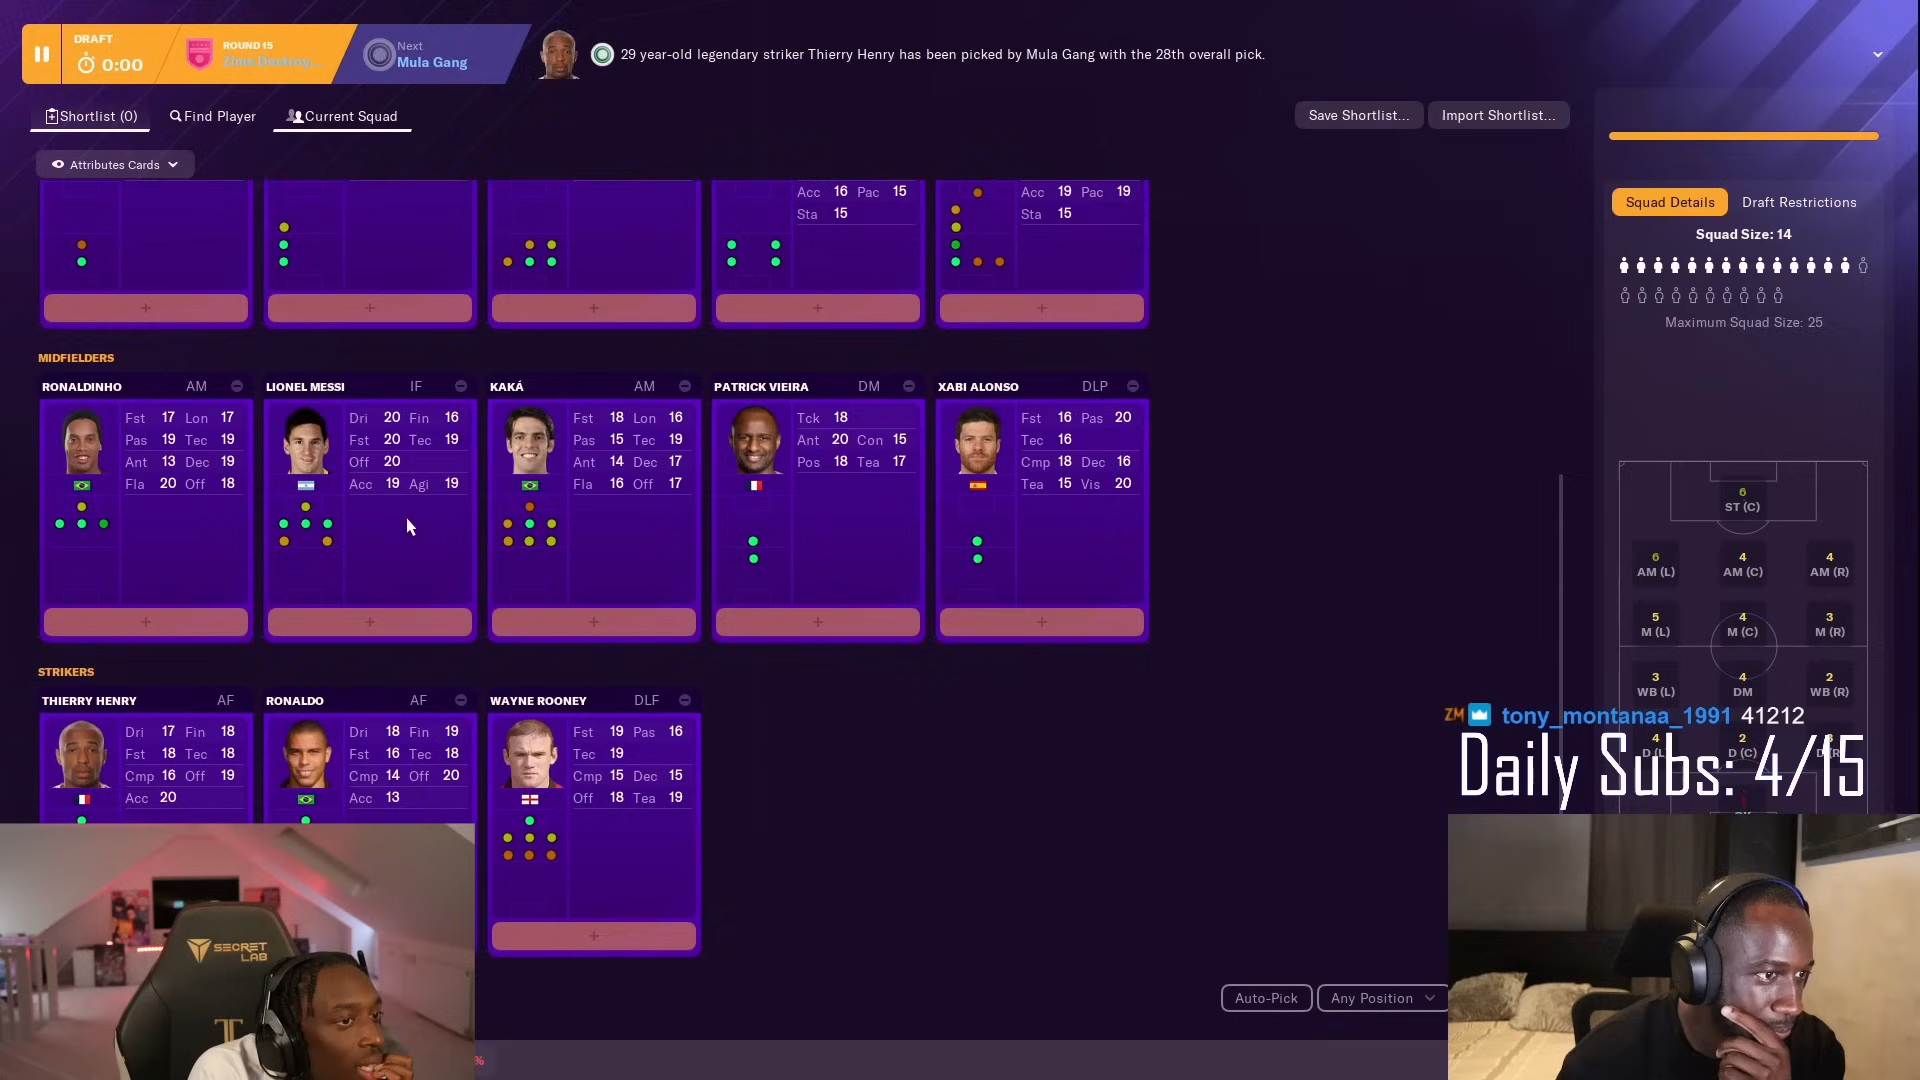 DRAFT
0:00
ROUND 15
Zims Destroy...
Next
Mula Gang
29 year-old legendary striker Thierry Henry has been picked by Mula Gang with the 28th overall pick.
Shortlist (0)
Find Player
Current Squad
Save Shortlist...
Import Shortlist...
Attributes Cards
Squad Details
Draft Restrictions
Squad Size: 14
Maximum Squad Size: 25
Acc 16 Pac 15
Sta 15
Acc 19 Pac 19
Sta 15
+ + + + +
MIDFIELDERS
RONALDINHO AM
Fst 17 Lon 17
Pas 19 Tec 19
Ant 13 Dec 19
Fla 20 Off 18
+
LIONEL MESSI IF
Dri 20 Fin 16
Fst 20 Tec 19
Off 20
Acc 19 Agi 19
+
KAKÁ AM
Fst 18 Lon 16
Pas 15 Tec 19
Ant 14 Dec 17
Fla 16 Off 17
+
PATRICK VIEIRA DM
Tck 18
Ant 20 Con 15
Pos 18 Tea 17
+
XABI ALONSO DLP
Fst 16 Pas 20
Tec 16
Cmp 18 Dec 16
Tea 15 Vis 20
+
STRIKERS
THIERRY HENRY AF
Dri 17 Fin 18
Fst 18 Tec 18
Cmp 16 Off 19
Acc 20
RONALDO AF
Dri 18 Fin 19
Fst 16 Tec 18
Cmp 14 Off 20
Acc 13
WAYNE ROONEY DLF
Fst 19 Pas 16
Tec 19
Cmp 15 Dec 15
Off 18 Tea 19
+
6
ST (C)
6 4 4
AM (L) AM (C) AM (R)
5 4 3
M (L) M (C) M (R)
3 4 2
WB (L) DM WB (R)
ZM tony_montanaa_1991 41212
4 2
D (L D (C)
Daily Subs: 4/15
Auto-Pick
Any Position
SECRET
LAB
%